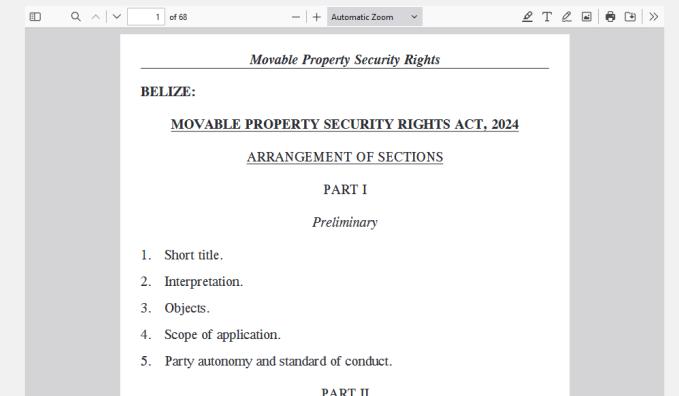 1 of 68 Automatic Zoom
Movable Property Security Rights
BELIZE:
MOVABLE PROPERTY SECURITY RIGHTS ACT, 2024
ARRANGEMENT OF SECTIONS
PART I
Preliminary
1. Short title.
2. Interpretation.
3. Objects.
4. Scope of application.
5. Party autonomy and standard of conduct.
PART II